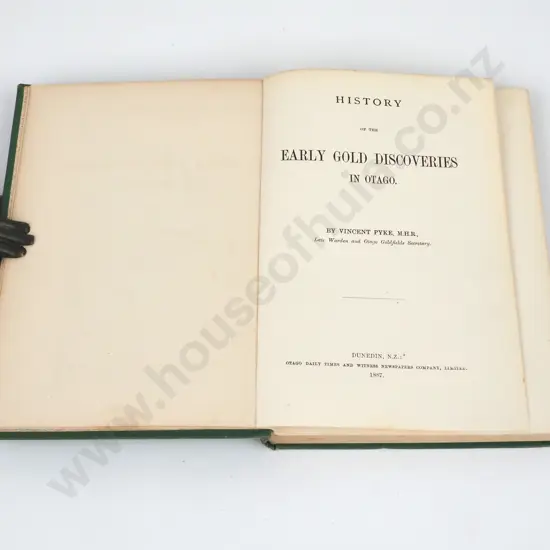 HISTORY
OF THE
EARLY GOLD DISCOVERIES
IN OTAGO.
BY VINCENT PYKE, M.H.R.,
Late Warden and Otago Goldfields Secretary.
DUNEDIN, N.Z.:
OTAGO DAILY TIMES AND WITNESS NEWSPAPERS COMPANY, LIMITED.
1887.
www.houseofhuia.co.nz